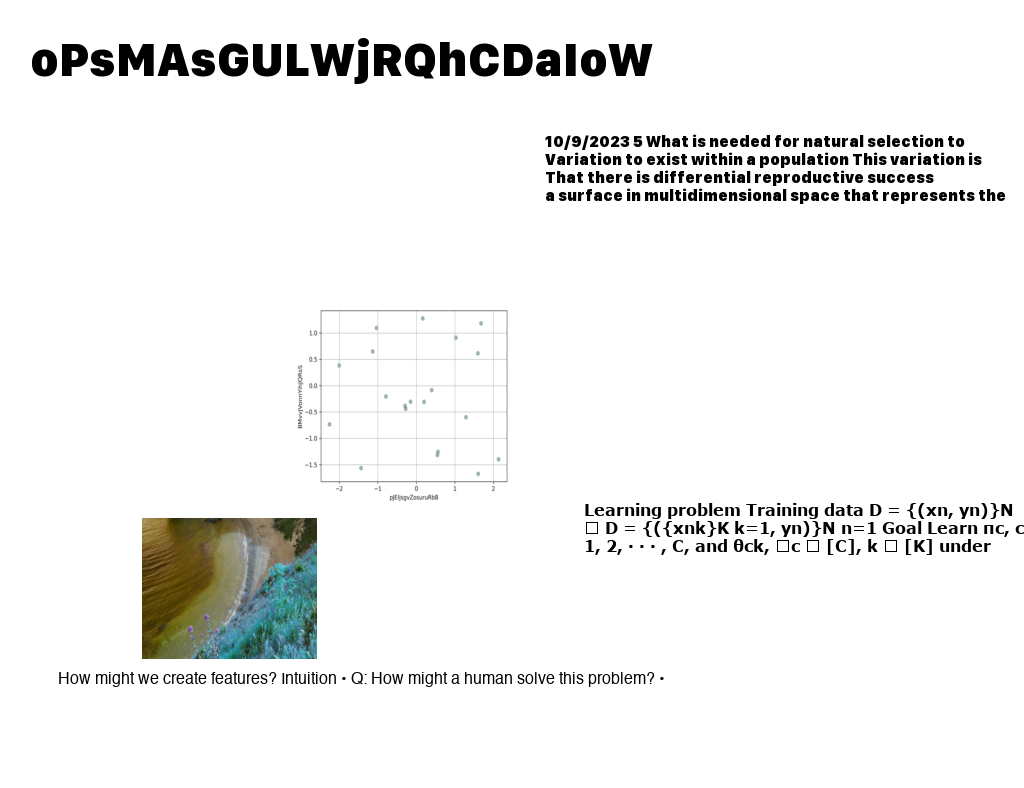 oPsMAsGULWjRQhCDaIoW
10/9/2023 5 What is needed for natural selection to
Variation to exist within a population This variation is
That there is differential reproductive success
a surface in multidimensional space that represents the
1.0
0.5
0.0
−0.5
−1.0
−1.5
−2 −1 0 1 2
Learning problem Training data D = {(xn, yn)}N
□ D = {({xnk}K k=1, yn)}N n=1 Goal Learn πc, c
1, 2, · · · , C, and θck, □c □ [C], k □ [K] under
How might we create features? Intuition • Q: How might a human solve this problem? •